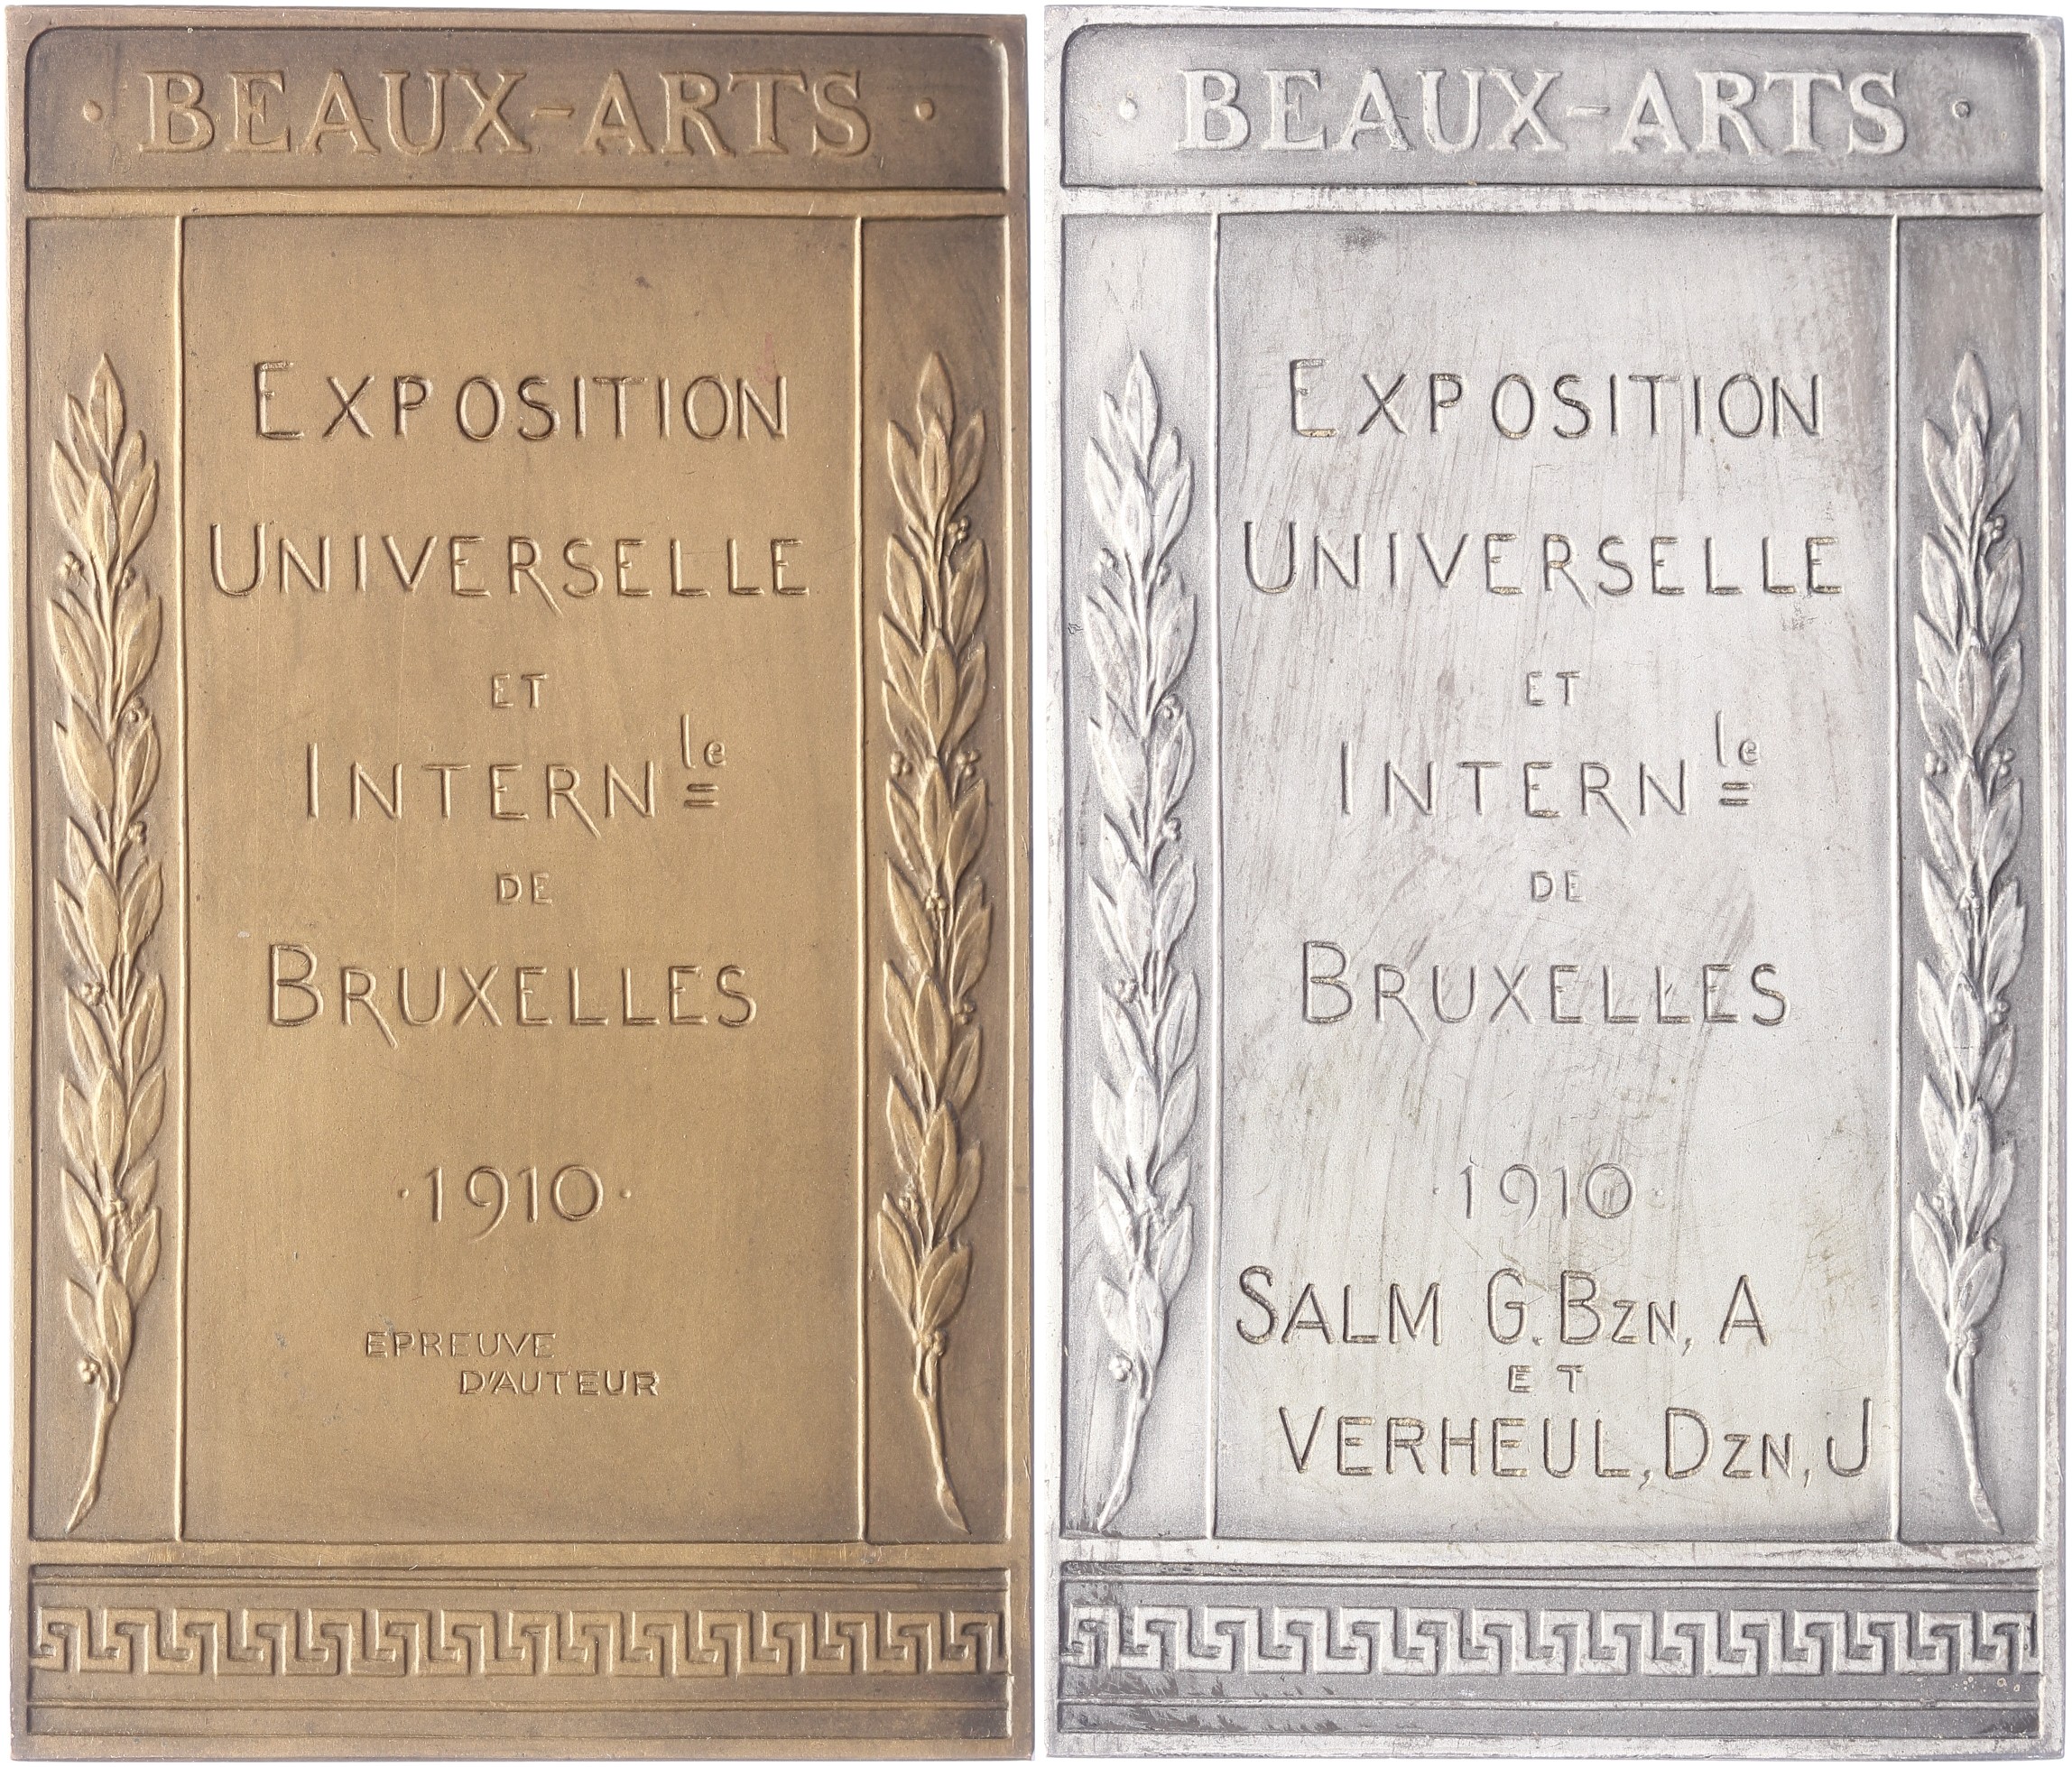 · BEAUX-ARTS ·
EXPOSITION
UNIVERSELLE
ET
INTERNle
DE
BRUXELLES
·1910·
EPREUVE
D'AUTEUR
· BEAUX-ARTS ·
EXPOSITION
UNIVERSELLE
ET
INTERNle
DE
BRUXELLES
·1910·
SALM G. BZN, A
ET
VERHEUL, DZN, J